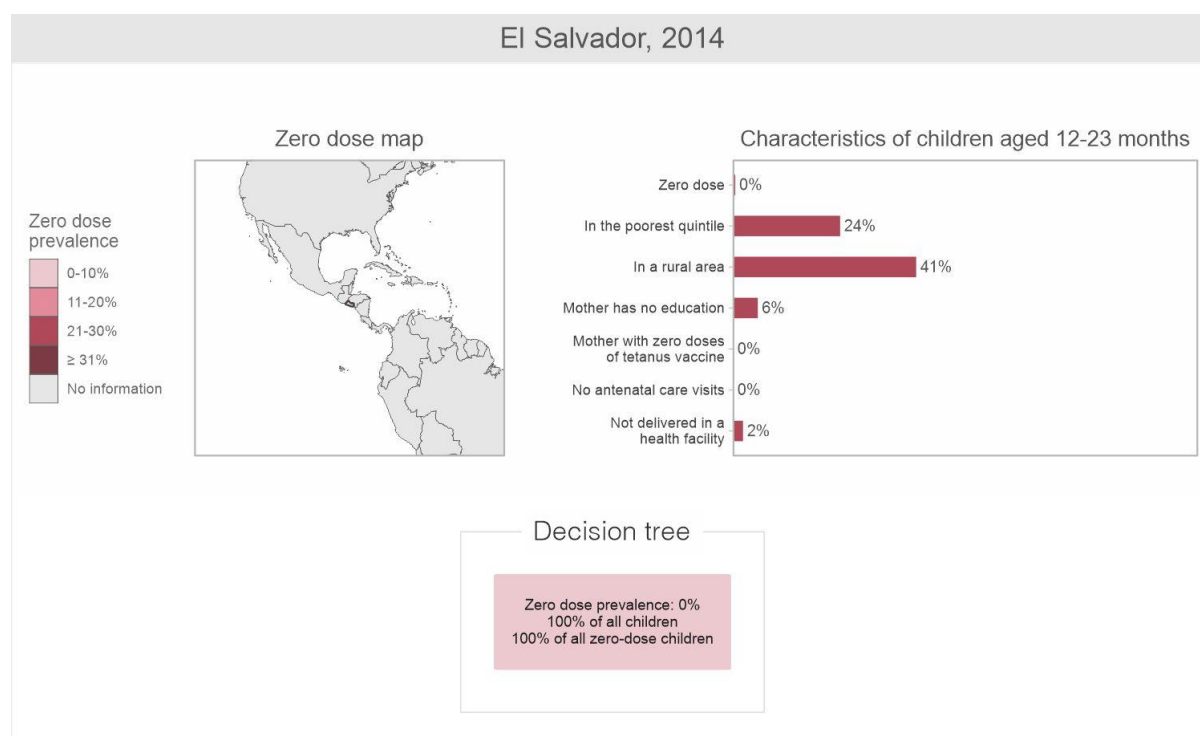 El Salvador, 2014
Zero dose map
Zero dose
prevalence
0-10%
11-20%
21-30%
≥ 31%
No information
Characteristics of children aged 12-23 months
Zero dose
0%
In the poorest quintile
24%
In a rural area
41%
Mother has no education
6%
Mother with zero doses
of tetanus vaccine
0%
No antenatal care visits
0%
Not delivered in a
health facility
2%
Decision tree
Zero dose prevalence: 0%
100% of all children
100% of all zero-dose children